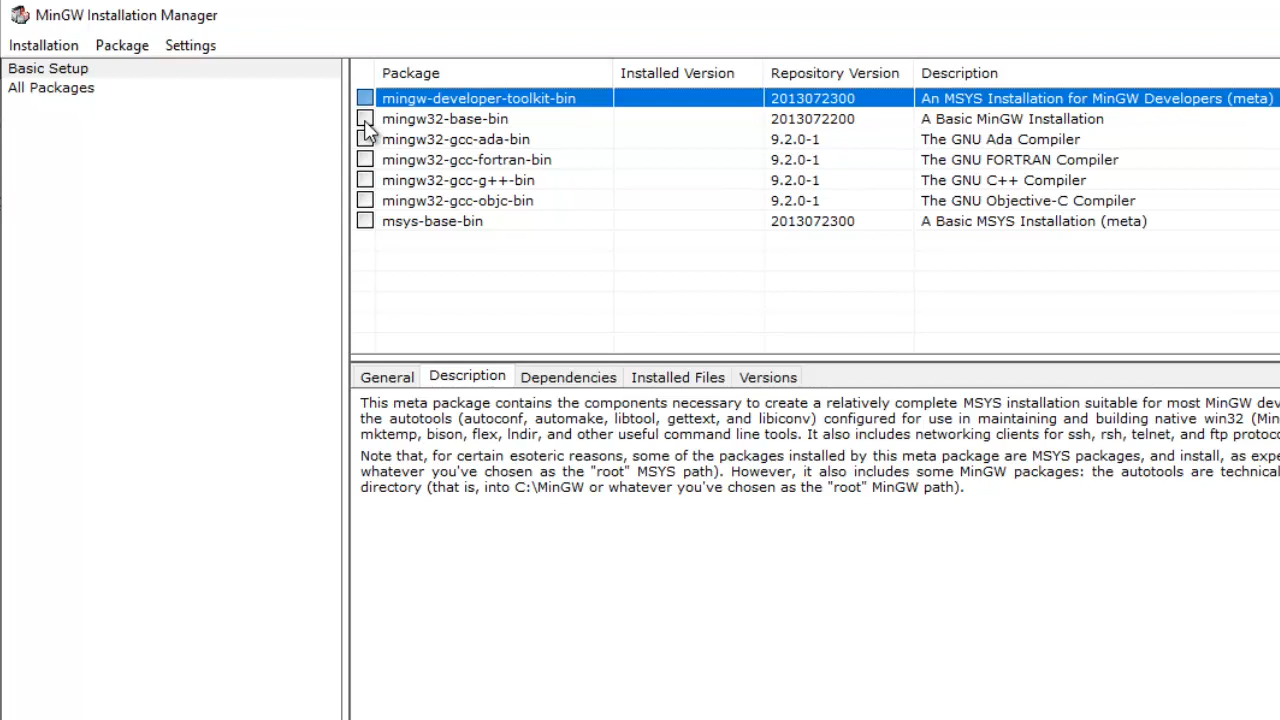 MinGW Installation Manager
Installation Package Settings
Basic Setup
All Packages
Package Installed Version Repository Version Description
mingw-developer-toolkit-bin 2013072300 An MSYS Installation for MinGW Developers (meta)
mingw32-base-bin 2013072200 A Basic MinGW Installation
mingw32-gcc-ada-bin 9.2.0-1 The GNU Ada Compiler
mingw32-gcc-fortran-bin 9.2.0-1 The GNU FORTRAN Compiler
mingw32-gcc-g++-bin 9.2.0-1 The GNU C++ Compiler
mingw32-gcc-objc-bin 9.2.0-1 The GNU Objective-C Compiler
msys-base-bin 2013072300 A Basic MSYS Installation (meta)
General Description Dependencies Installed Files Versions
This meta package contains the components necessary to create a relatively complete MSYS installation suitable for most MinGW dev
the autotools (autoconf, automake, libtool, gettext, and libiconv) configured for use in maintaining and building native win32 (Min
mktemp, bison, flex, lndir, and other useful command line tools. It also includes networking clients for ssh, rsh, telnet, and ftp protoc
Note that, for certain esoteric reasons, some of the packages installed by this meta package are MSYS packages, and install, as expe
whatever you've chosen as the "root" MSYS path). However, it also includes some MinGW packages: the autotools are technical
directory (that is, into C:\MinGW or whatever you've chosen as the "root" MinGW path).